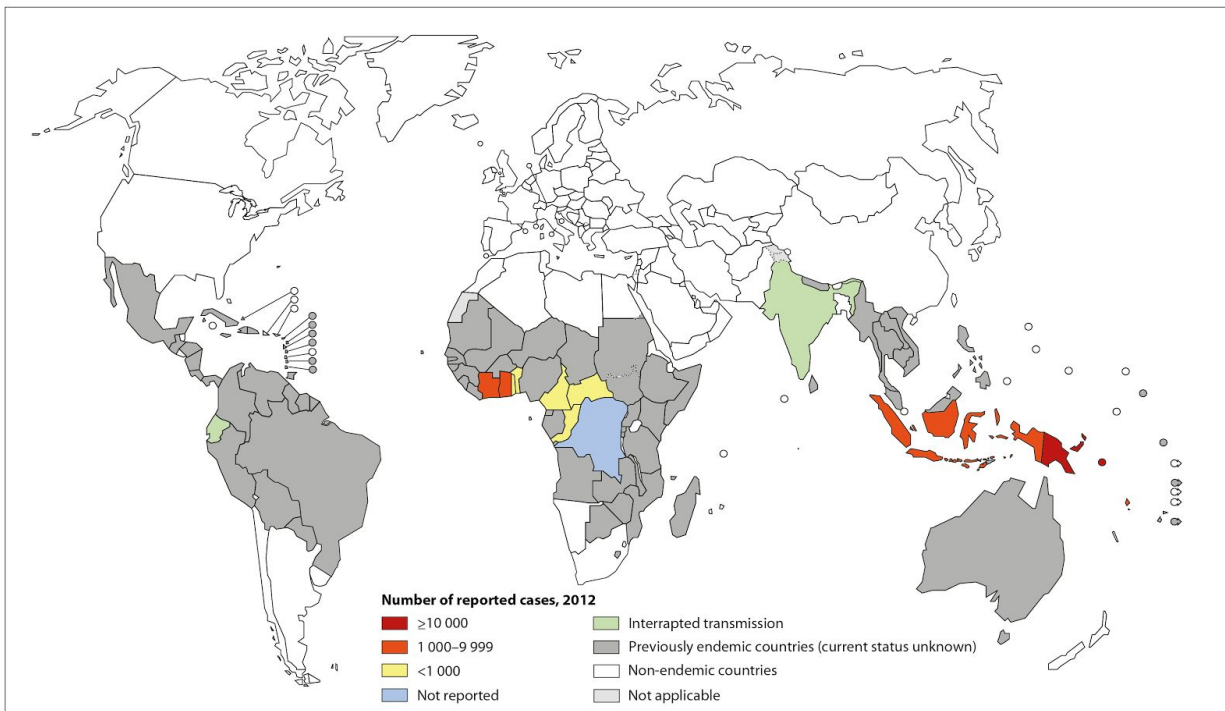 Number of reported cases, 2012
≥10 000
1 000–9 999
<1 000
Not reported
Interrapted transmission
Previously endemic countries (current status unknown)
Non-endemic countries
Not applicable